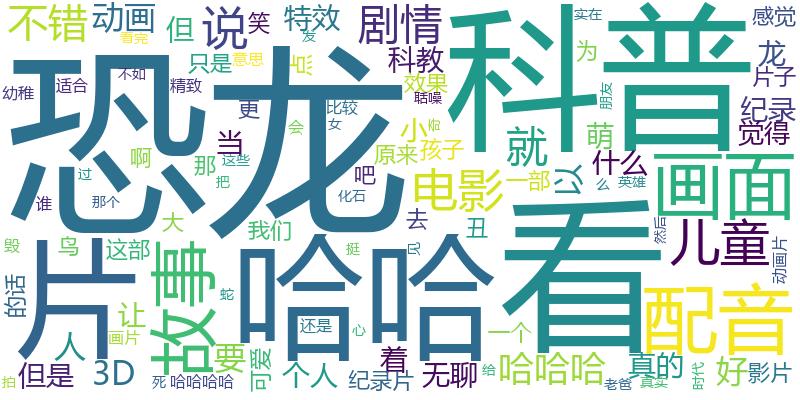 不错
动画
但
说
笑
特效
剧情
科普
实在
感觉
看完
发
点
意思
只是
科教
为
龙
恐龙
幼稚
适合
不如
精致
效果
聒噪
朋友
片子
纪录
更
比较
女
会
小
就
萌
觉得
啊
那
当
这些
原来
孩子
什么
过
把
吧
电影
一部
以
画面
谁
那个
化石
么
英雄
大
我们
去
丑
看
儿童
然后
毁
鸟
这部
故事
哈哈
挺
见
动画片
的话
片
蛇
配音
让
人
画片
要
还是
心
一个
但是
3D
可爱
个人
着
纪录片
无聊
给
哈哈哈
真的
时代
好
影片
拍
死
哈哈哈哈
老爸
真实